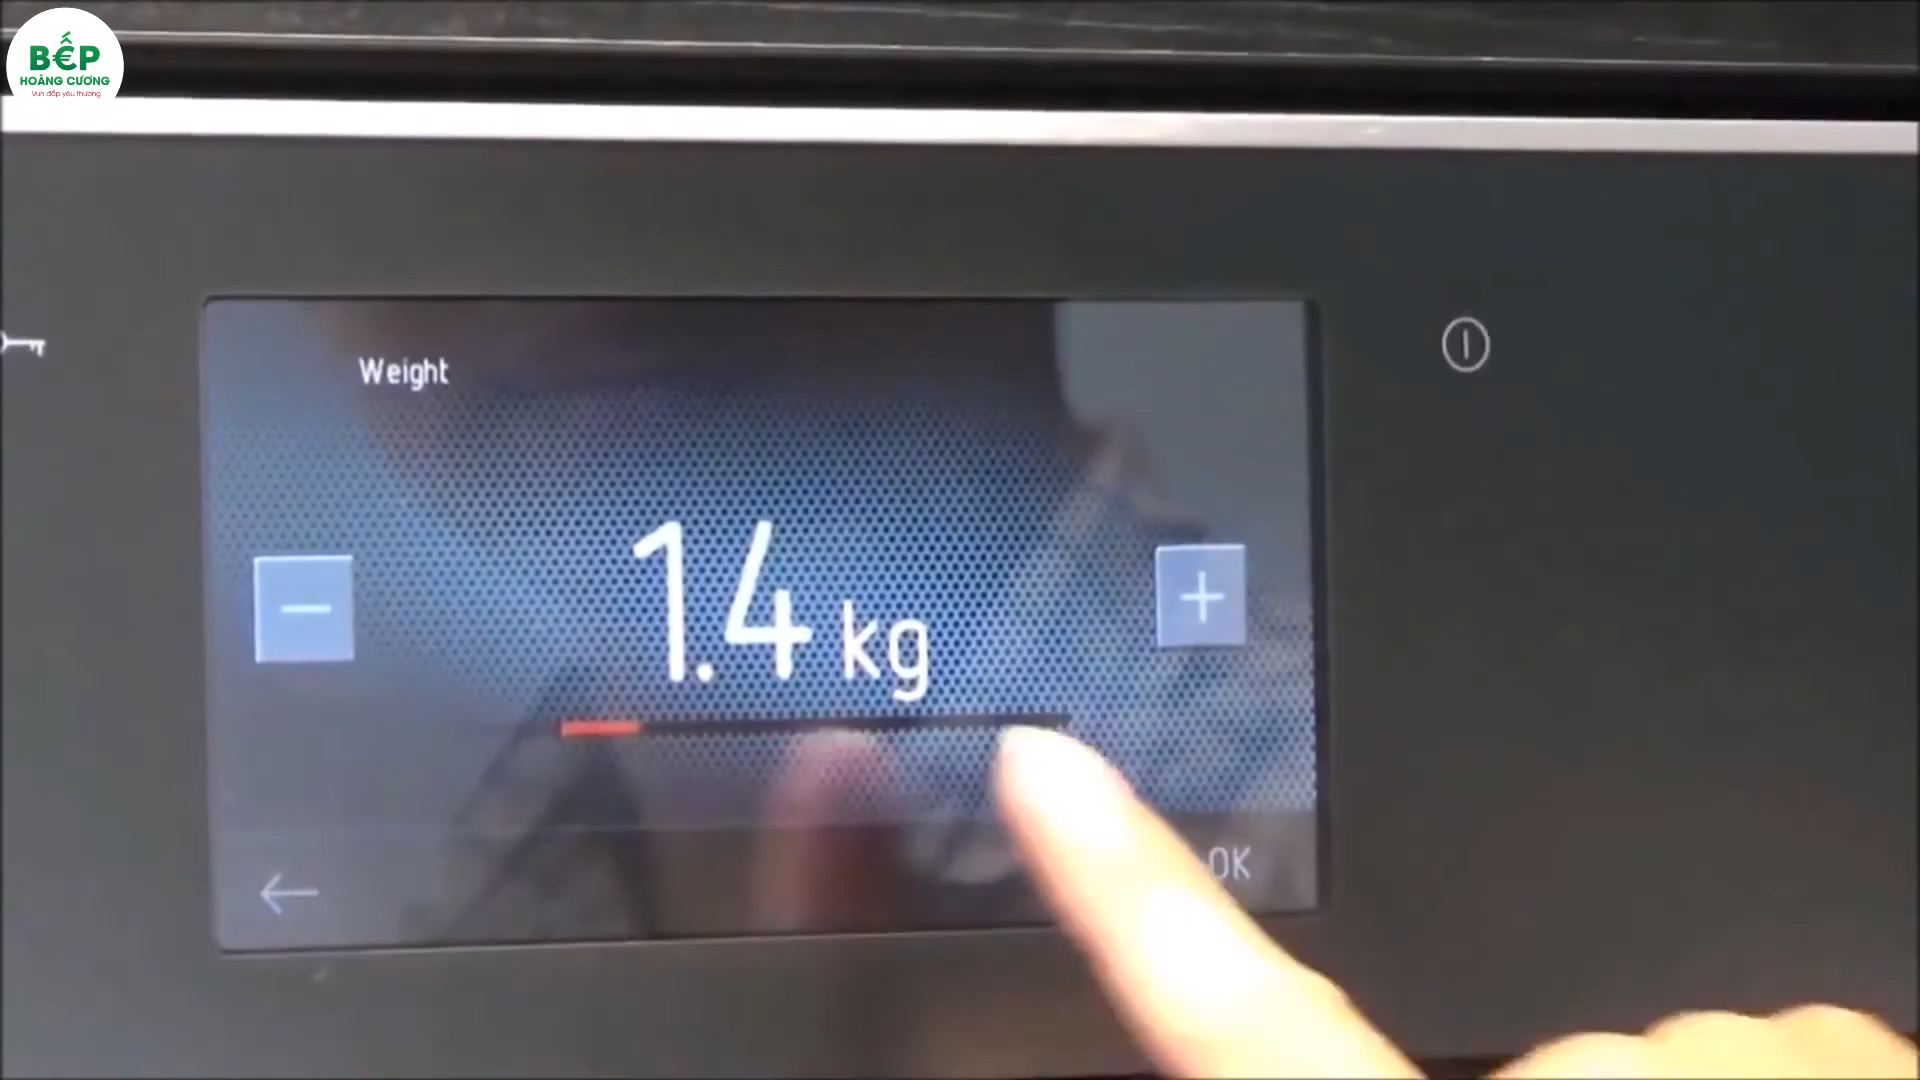 BẾP
HOÀNG CƯƠNG
Vun đắp yêu thương
Weight
1.4 kg
OK